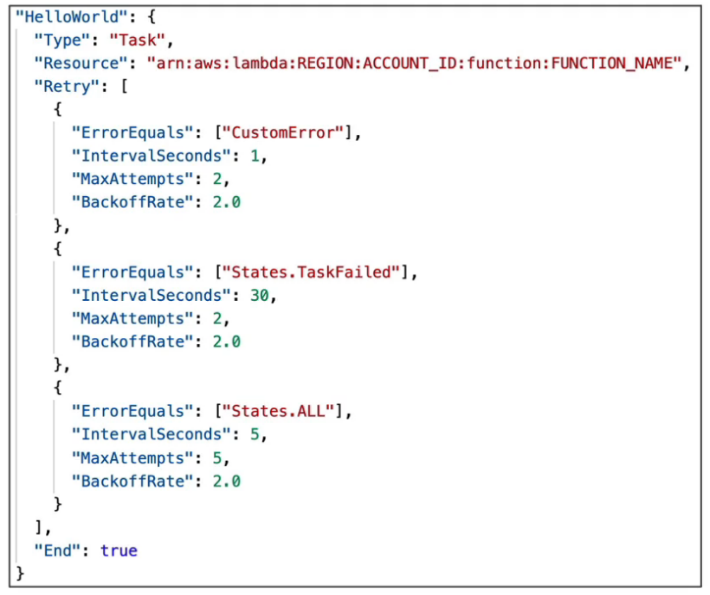 "HelloWorld": {
"Type": "Task",
"Resource": "arn:aws:lambda:REGION:ACCOUNT_ID:function:FUNCTION_NAME",
"Retry": [
{
"ErrorEquals": ["CustomError"],
"IntervalSeconds": 1,
"MaxAttempts": 2,
"BackoffRate": 2.0
},
{
"ErrorEquals": ["States.TaskFailed"],
"IntervalSeconds": 30,
"MaxAttempts": 2,
"BackoffRate": 2.0
},
{
"ErrorEquals": ["States.ALL"],
"IntervalSeconds": 5,
"MaxAttempts": 5,
"BackoffRate": 2.0
}
],
"End": true
}